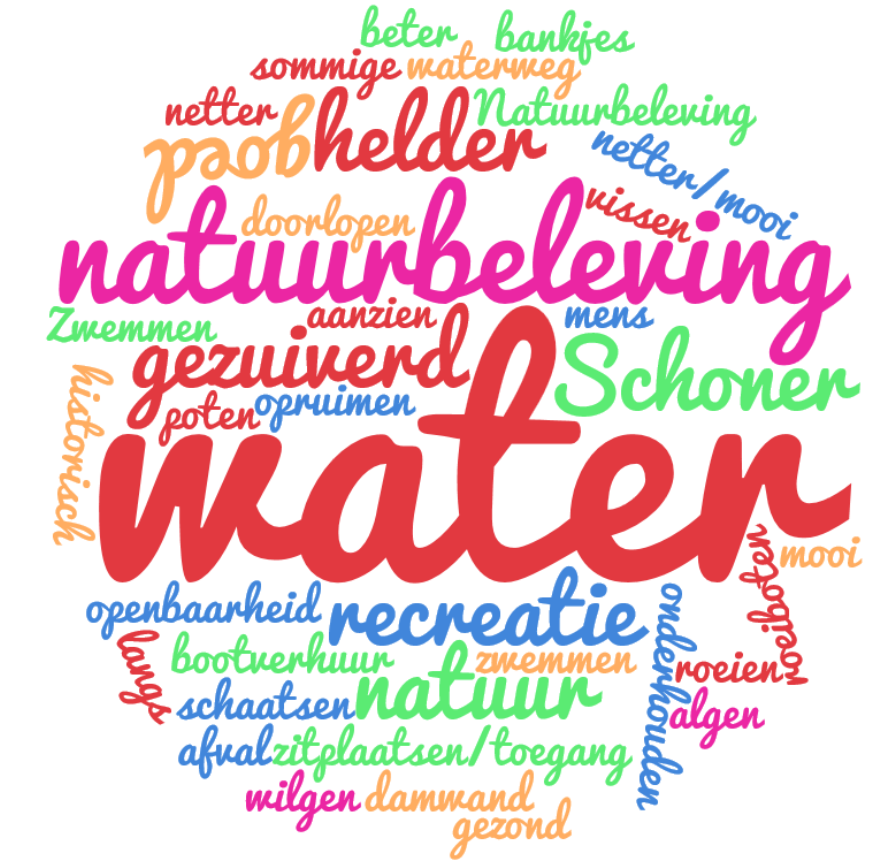 beter
bankjes
sommige
waterweg
netter
Natuurbeleving
goed
helder
netter/mooi
vissen
doorlopen
natuurbeleving
Zwemmen
aanzien
mens
gezuiverd
Schoner
historisch
poten
opruimen
water
mooi
roeiboten
openbaarheid
recreatie
onderhouden
langs
bootverhuur
zwemmen
roeien
schaatsen
natuur
algen
afval
zitplaatsen/toegang
wilgen
damwand
gezond